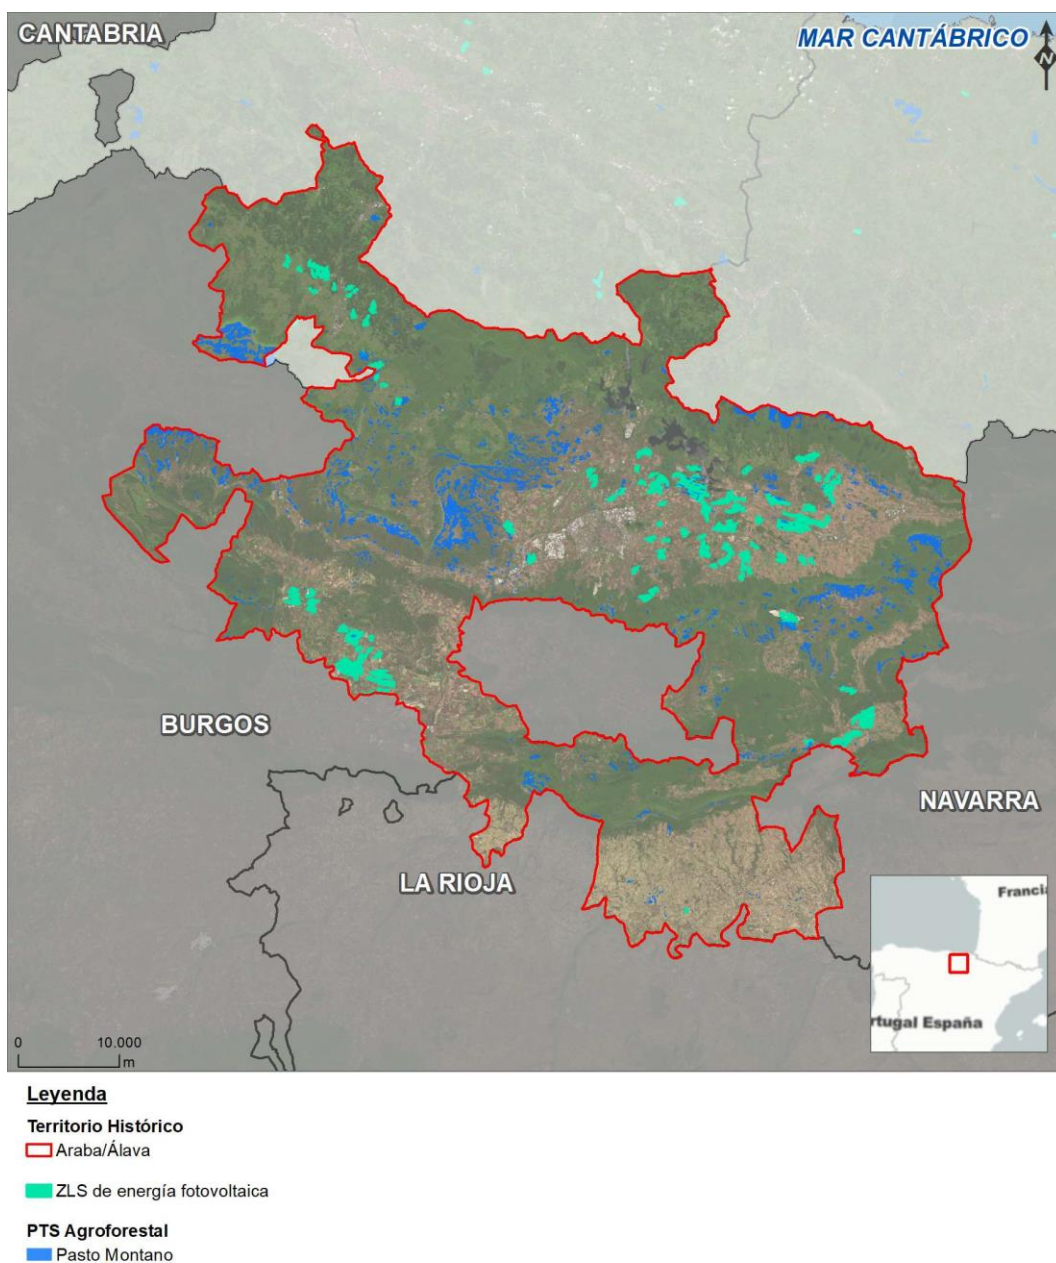 CANTABRIA
MAR CANTÁBRICO
N
BURGOS
NAVARRA
LA RIOJA
Francia
rtugal España
0 10.000
m
Leyenda
Territorio Histórico
Araba/Álava
ZLS de energía fotovoltaica
PTS Agroforestal
Pasto Montano